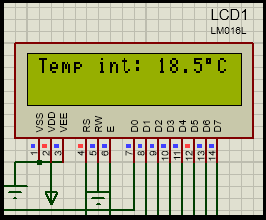 LCD1
LM016L
Temp int: 18.5°C
VSS
VDD
VEE
RS
RW
E
D0
D1
D2
D3
D4
D5
D6
D7
1
2
3
4
5
6
7
8
9
10
11
12
13
14